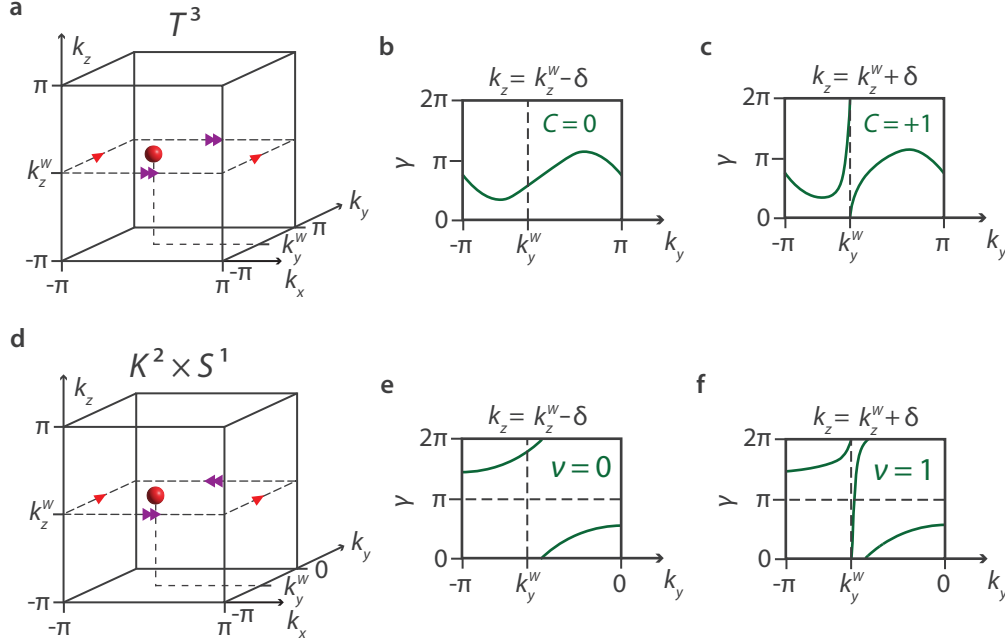 a
T³
k_z
π
k_z^W
-π
-π
π
-π
k_x
k_y^W
π
k_y
b
k_z = k_z^W – δ
2π
γ
π
0
C = 0
-π
k_y^W
π
k_y
c
k_z = k_z^W + δ
2π
γ
π
0
C = +1
-π
k_y^W
π
k_y
d
K² × S¹
k_z
π
k_z^W
-π
-π
π
-π
k_x
k_y^W
0
k_y
e
k_z = k_z^W – δ
2π
γ
π
0
ν = 0
-π
k_y^W
0
k_y
f
k_z = k_z^W + δ
2π
γ
π
0
ν = 1
-π
k_y^W
0
k_y